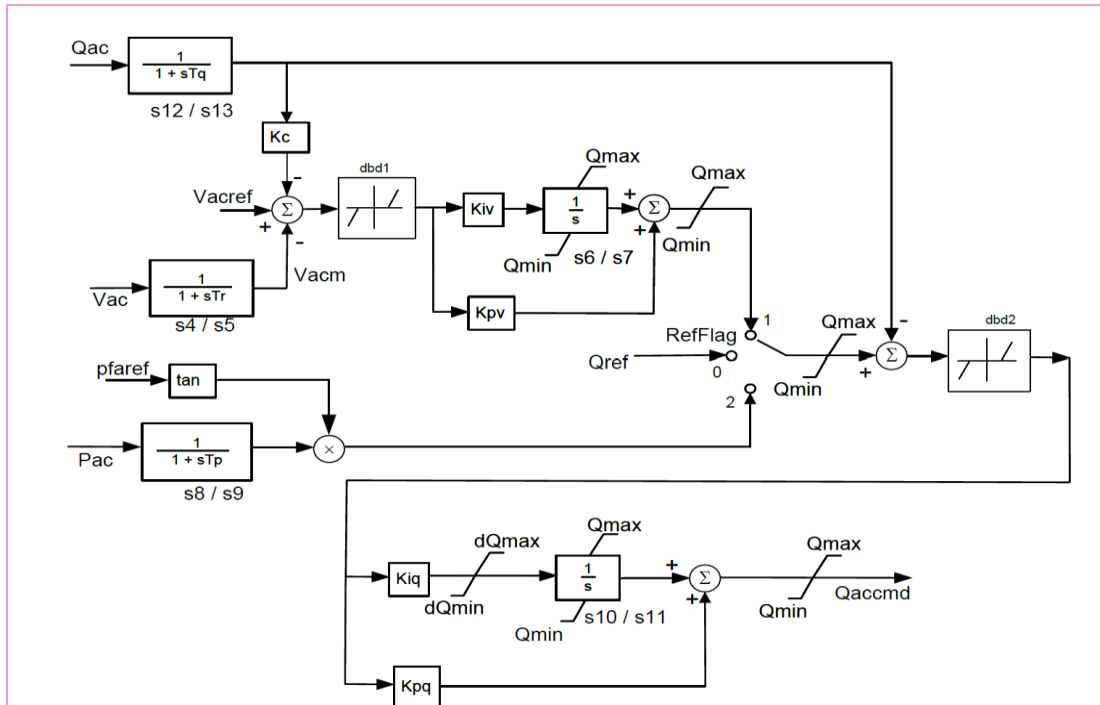 Qac
1
1 + sTq
s12 / s13
Kc
-
dbd1
Vacref
+
Σ
-
Vacm
Vac
1
1 + sTr
s4 / s5
Kiv
Qmax
1
s
Qmin
s6 / s7
+
Σ
+
Qmax
Qmin
Kpv
RefFlag
1
Qref
0
2
Qmax
Qmin
-
+
Σ
dbd2
pfaref
tan
Pac
1
1 + sTp
s8 / s9
×
Kiq
dQmax
dQmin
Qmax
1
s
Qmin
s10 / s11
+
Σ
+
Qmax
Qmin
Qaccmd
Kpq